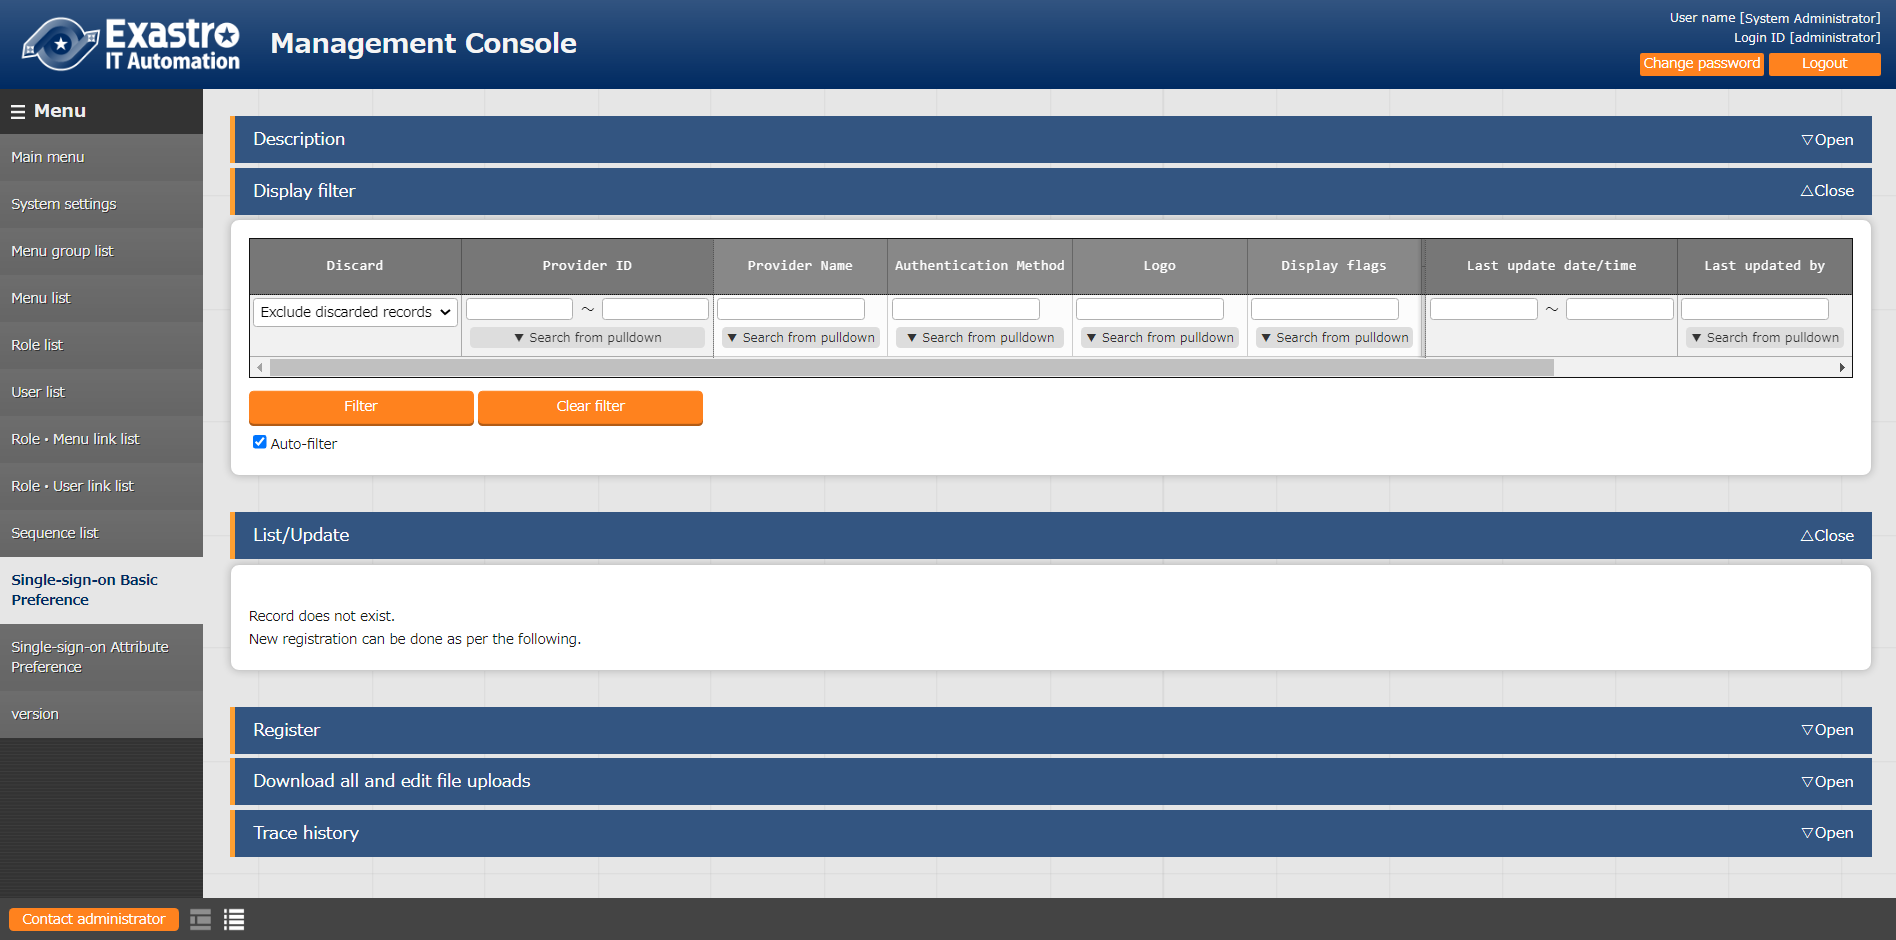 Exastro
IT Automation
Management Console
User name [System Administrator]
Login ID [administrator]
Change password
Logout
Menu
Main menu
System settings
Menu group list
Menu list
Role list
User list
Role・Menu link list
Role・User link list
Sequence list
Single-sign-on Basic
Preference
Single-sign-on Attribute
Preference
version
Description
▽Open
Display filter
△Close
Discard Provider ID Provider Name Authentication Method Logo Display flags Last update date/time Last updated by
Exclude discarded records ～ ～
▼ Search from pulldown ▼ Search from pulldown ▼ Search from pulldown ▼ Search from pulldown ▼ Search from pulldown ▼ Search from pulldown
Filter
Clear filter
Auto-filter
List/Update
△Close
Record does not exist.
New registration can be done as per the following.
Register
▽Open
Download all and edit file uploads
▽Open
Trace history
▽Open
Contact administrator